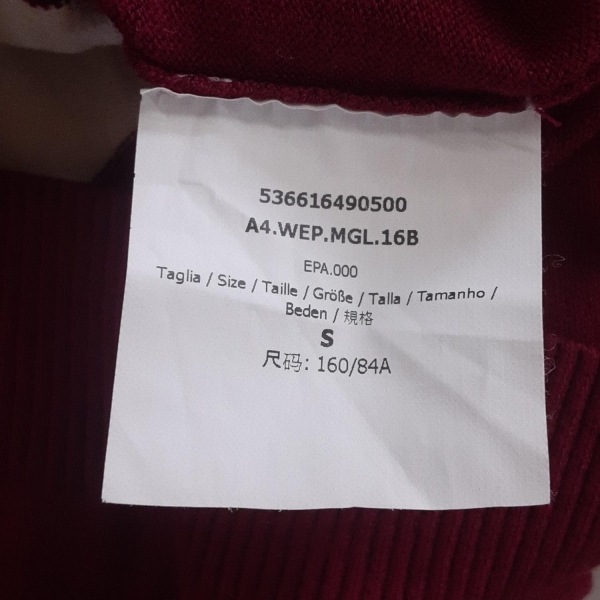 536616490500
A4.WEP.MGL.16B
EPA.000
Taglia / Size / Taille / Größe / Talla / Tamanho /
Beden / 規格
S
尺码: 160/84A